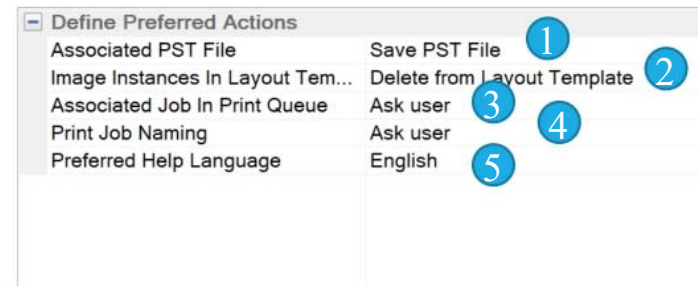 Define Preferred Actions
Associated PST File Save PST File 1
Image Instances In Layout Tem... Delete from Layout Template 2
Associated Job In Print Queue Ask user 3
Print Job Naming Ask user 4
Preferred Help Language English 5